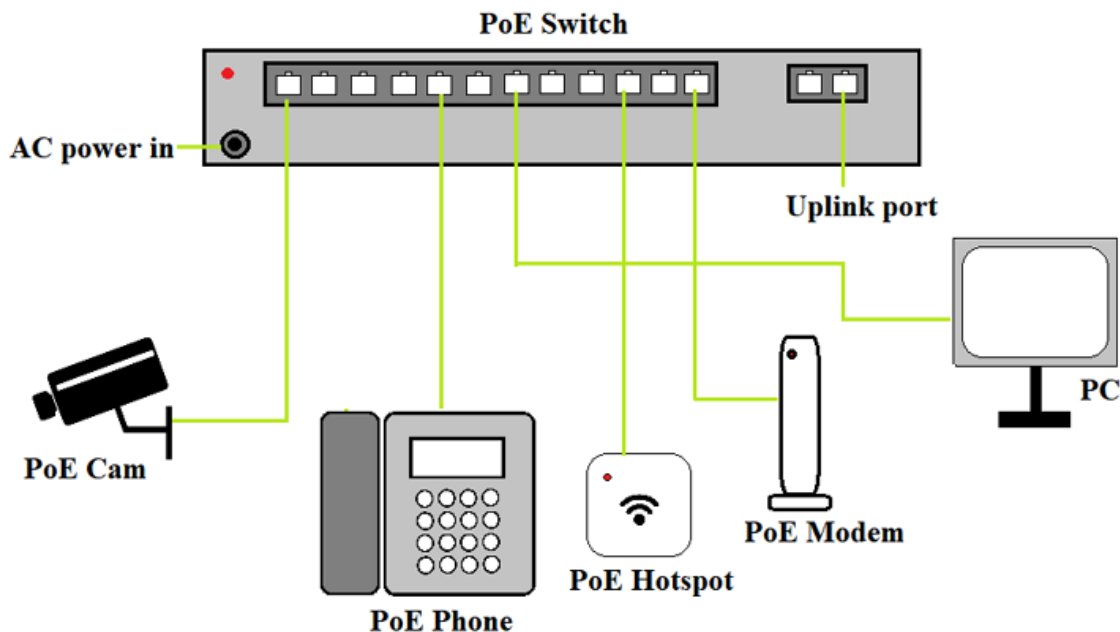 PoE Switch
AC power in
Uplink port
PC
PoE Cam
PoE Modem
PoE Hotspot
PoE Phone